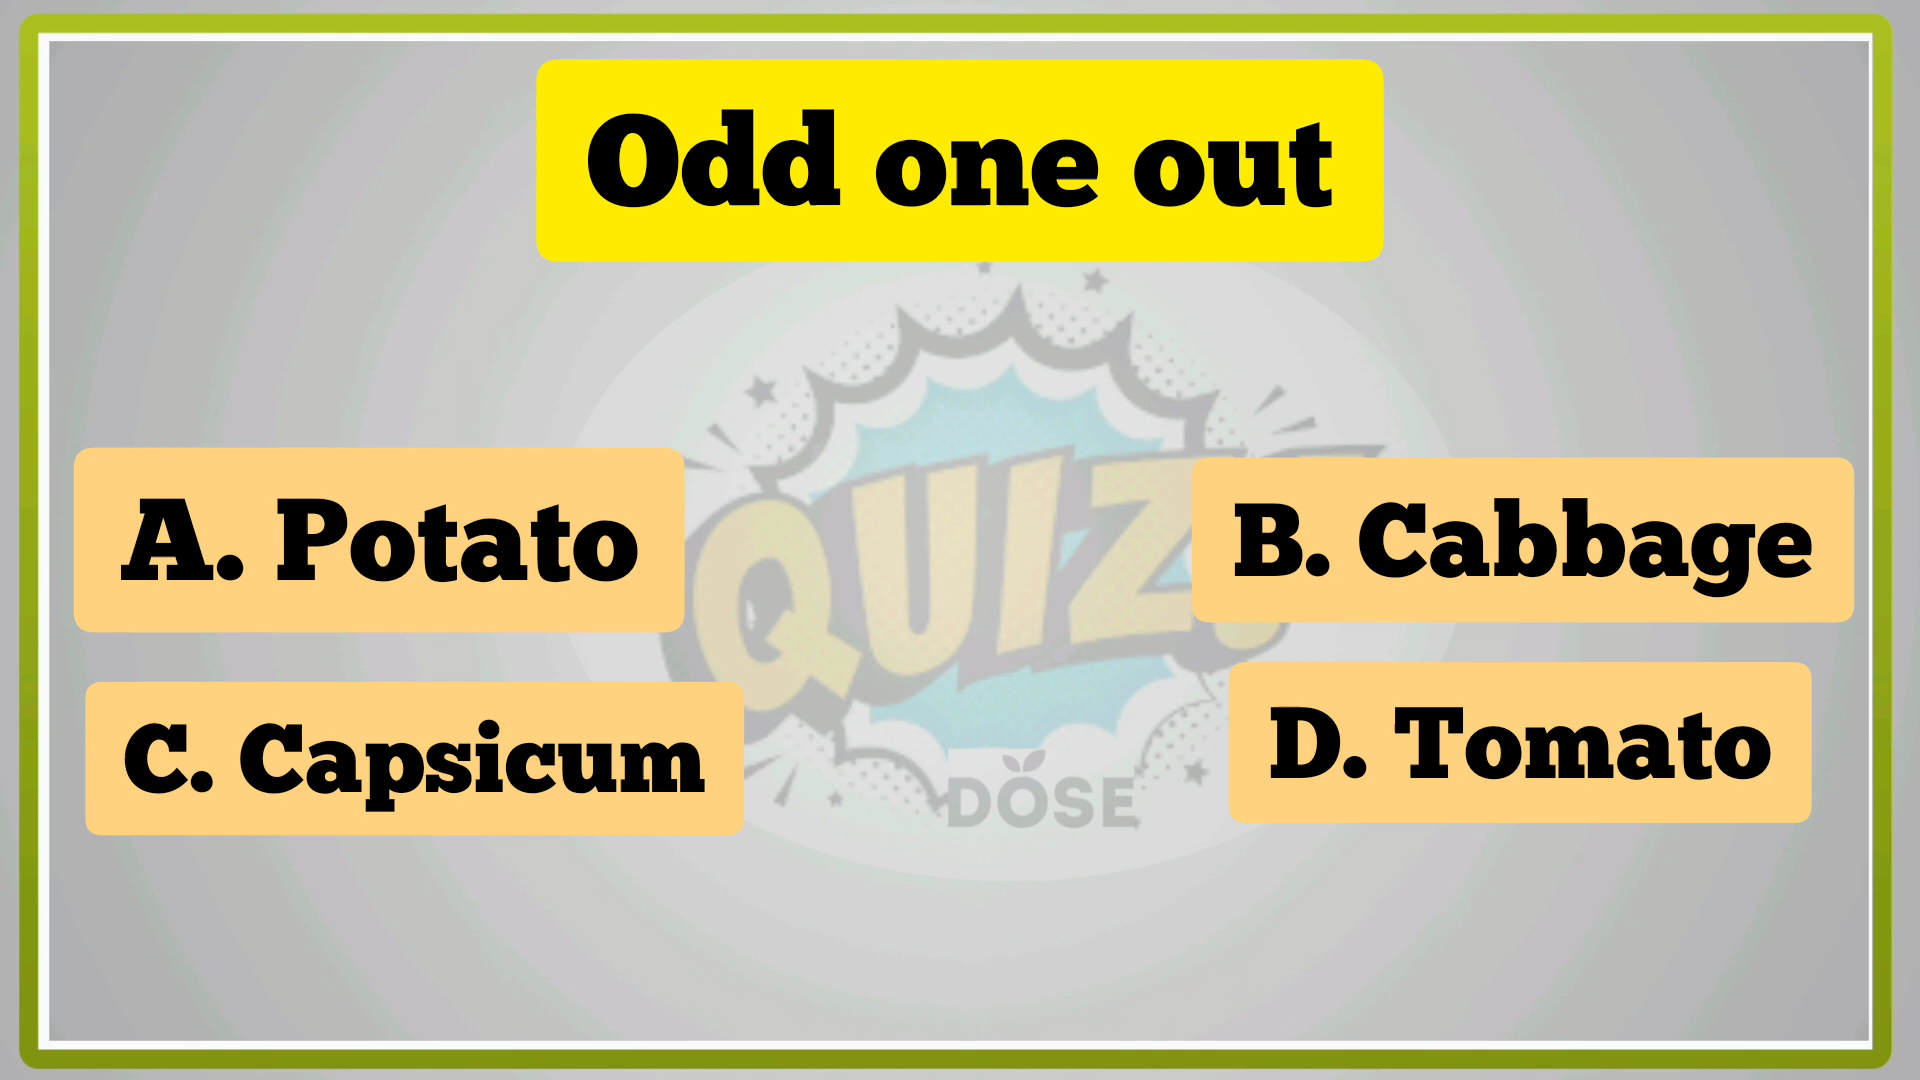 Odd one out
QUIZ!
A. Potato
B. Cabbage
C. Capsicum
D. Tomato
DOSE